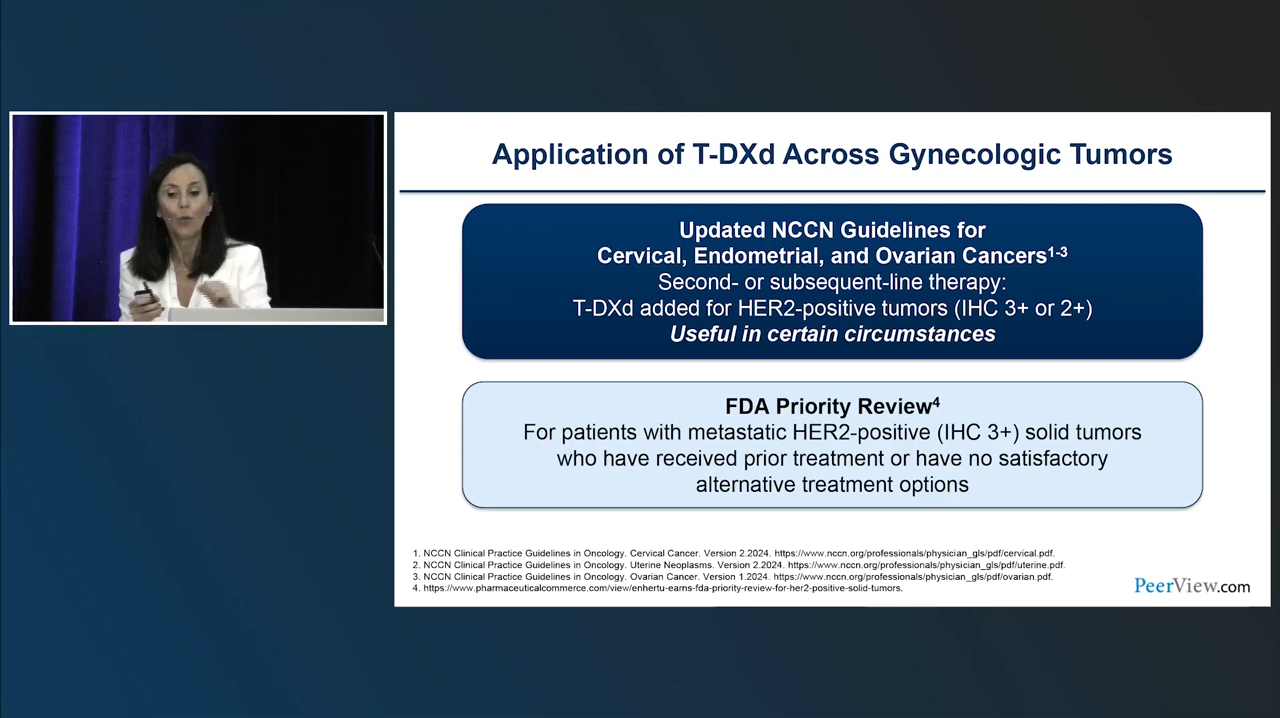 Application of T-DXd Across Gynecologic Tumors
Updated NCCN Guidelines for
Cervical, Endometrial, and Ovarian Cancers1-3
Second- or subsequent-line therapy:
T-DXd added for HER2-positive tumors (IHC 3+ or 2+)
Useful in certain circumstances
FDA Priority Review4
For patients with metastatic HER2-positive (IHC 3+) solid tumors
who have received prior treatment or have no satisfactory
alternative treatment options
1. NCCN Clinical Practice Guidelines in Oncology. Cervical Cancer. Version 2.2024. https://www.nccn.org/professionals/physician_gls/pdf/cervical.pdf.
2. NCCN Clinical Practice Guidelines in Oncology. Uterine Neoplasms. Version 2.2024. https://www.nccn.org/professionals/physician_gls/pdf/uterine.pdf.
3. NCCN Clinical Practice Guidelines in Oncology. Ovarian Cancer. Version 1.2024. https://www.nccn.org/professionals/physician_gls/pdf/ovarian.pdf.
4. https://www.pharmaceuticalcommerce.com/view/enhertu-earns-fda-priority-review-for-her2-positive-solid-tumors.
PeerView.com